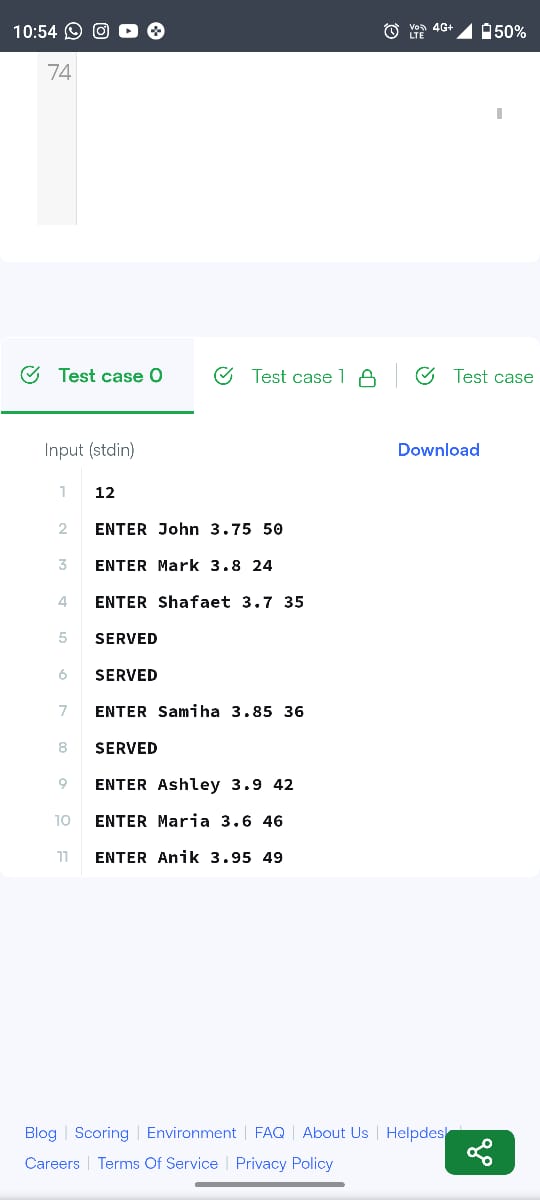 10:54 VoD LTE 4G+ 50%
74
Test case 0 Test case 1 Test case
Input (stdin) Download
1 12
2 ENTER John 3.75 50
3 ENTER Mark 3.8 24
4 ENTER Shafaet 3.7 35
5 SERVED
6 SERVED
7 ENTER Samiha 3.85 36
8 SERVED
9 ENTER Ashley 3.9 42
10 ENTER Maria 3.6 46
11 ENTER Anik 3.95 49
Blog | Scoring | Environment | FAQ | About Us | Helpdesk |
Careers | Terms Of Service | Privacy Policy